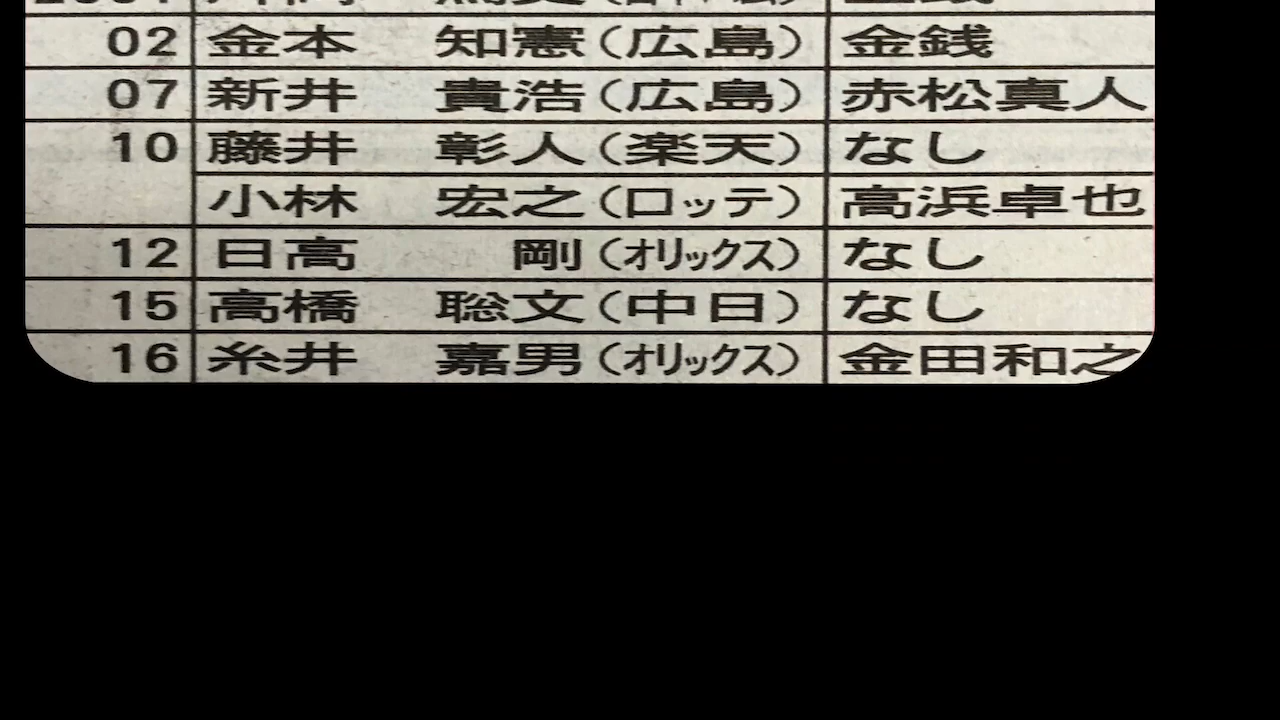 02 金本 知憲(広島) 金銭
07 新井 貴浩(広島) 赤松真人
10 藤井 彰人(楽天) なし
小林 宏之(ロッテ) 高浜卓也
12 日高 剛(オリックス) なし
15 高橋 聡文(中日) なし
16 糸井 嘉男(オリックス) 金田和之